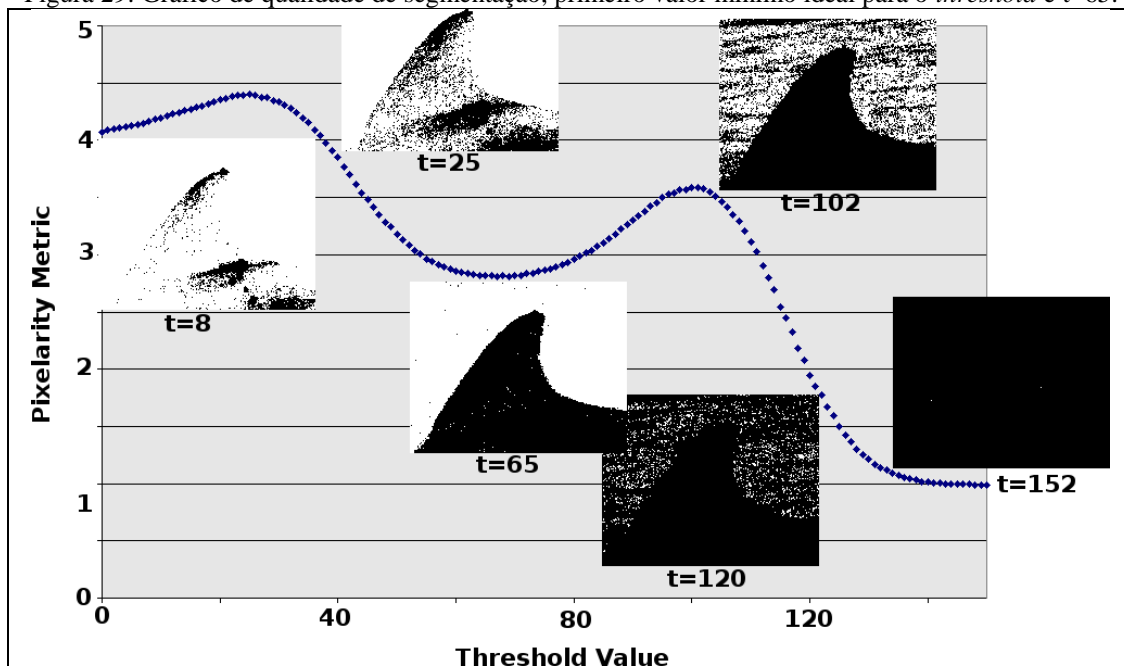 Figura 29: Gráfico de qualidade de segmentação, primeiro valor mínimo ideal para o threshold é t=65.
5
4
3
2
1
0
Pixelarity Metric
t=25
t=102
t=8
t=65
t=152
t=120
0
40
80
120
Threshold Value